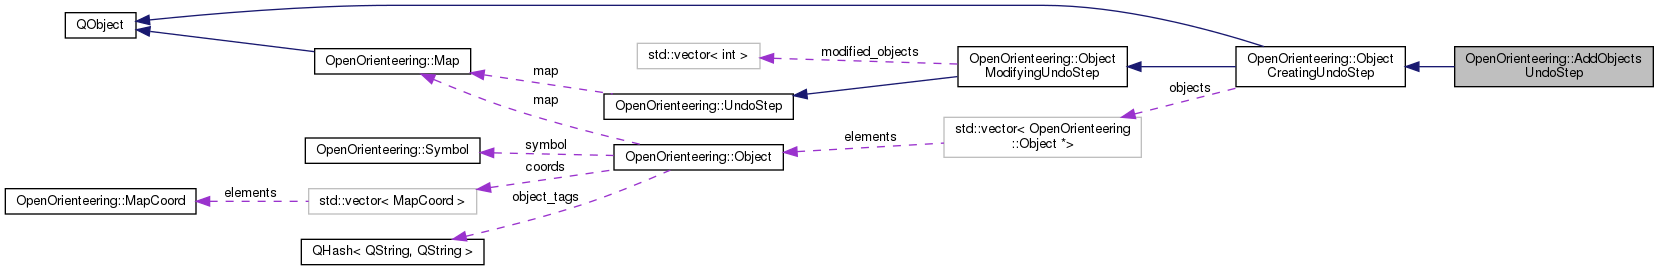 QObject
OpenOrienteering::Map
std::vector< int >
modified_objects
OpenOrienteering::Object
ModifyingUndoStep
OpenOrienteering::Object
CreatingUndoStep
OpenOrienteering::AddObjects
UndoStep
map
map
OpenOrienteering::UndoStep
objects
std::vector< OpenOrienteering
::Object *>
elements
OpenOrienteering::Symbol
symbol
OpenOrienteering::Object
coords
OpenOrienteering::MapCoord
elements
std::vector< MapCoord >
object_tags
QHash< QString, QString >